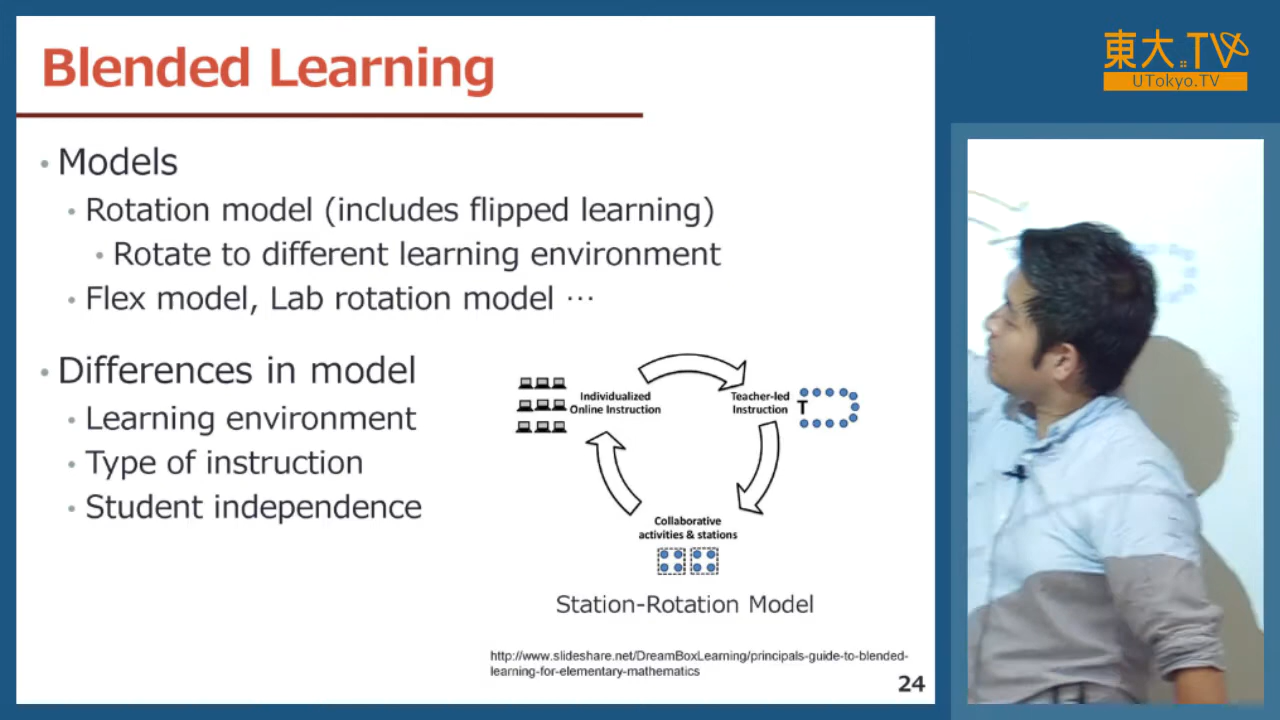 Blended Learning
東大.TV
UTokyo.TV
• Models
• Rotation model (includes flipped learning)
• Rotate to different learning environment
• Flex model, Lab rotation model ⋯
• Differences in model
• Learning environment
• Type of instruction
• Student independence
Individualized
Online Instruction
Teacher-led
Instruction
T
Collaborative
activities & stations
Station-Rotation Model
http://www.slideshare.net/DreamBoxLearning/principals-guide-to-blended-
learning-for-elementary-mathematics
24